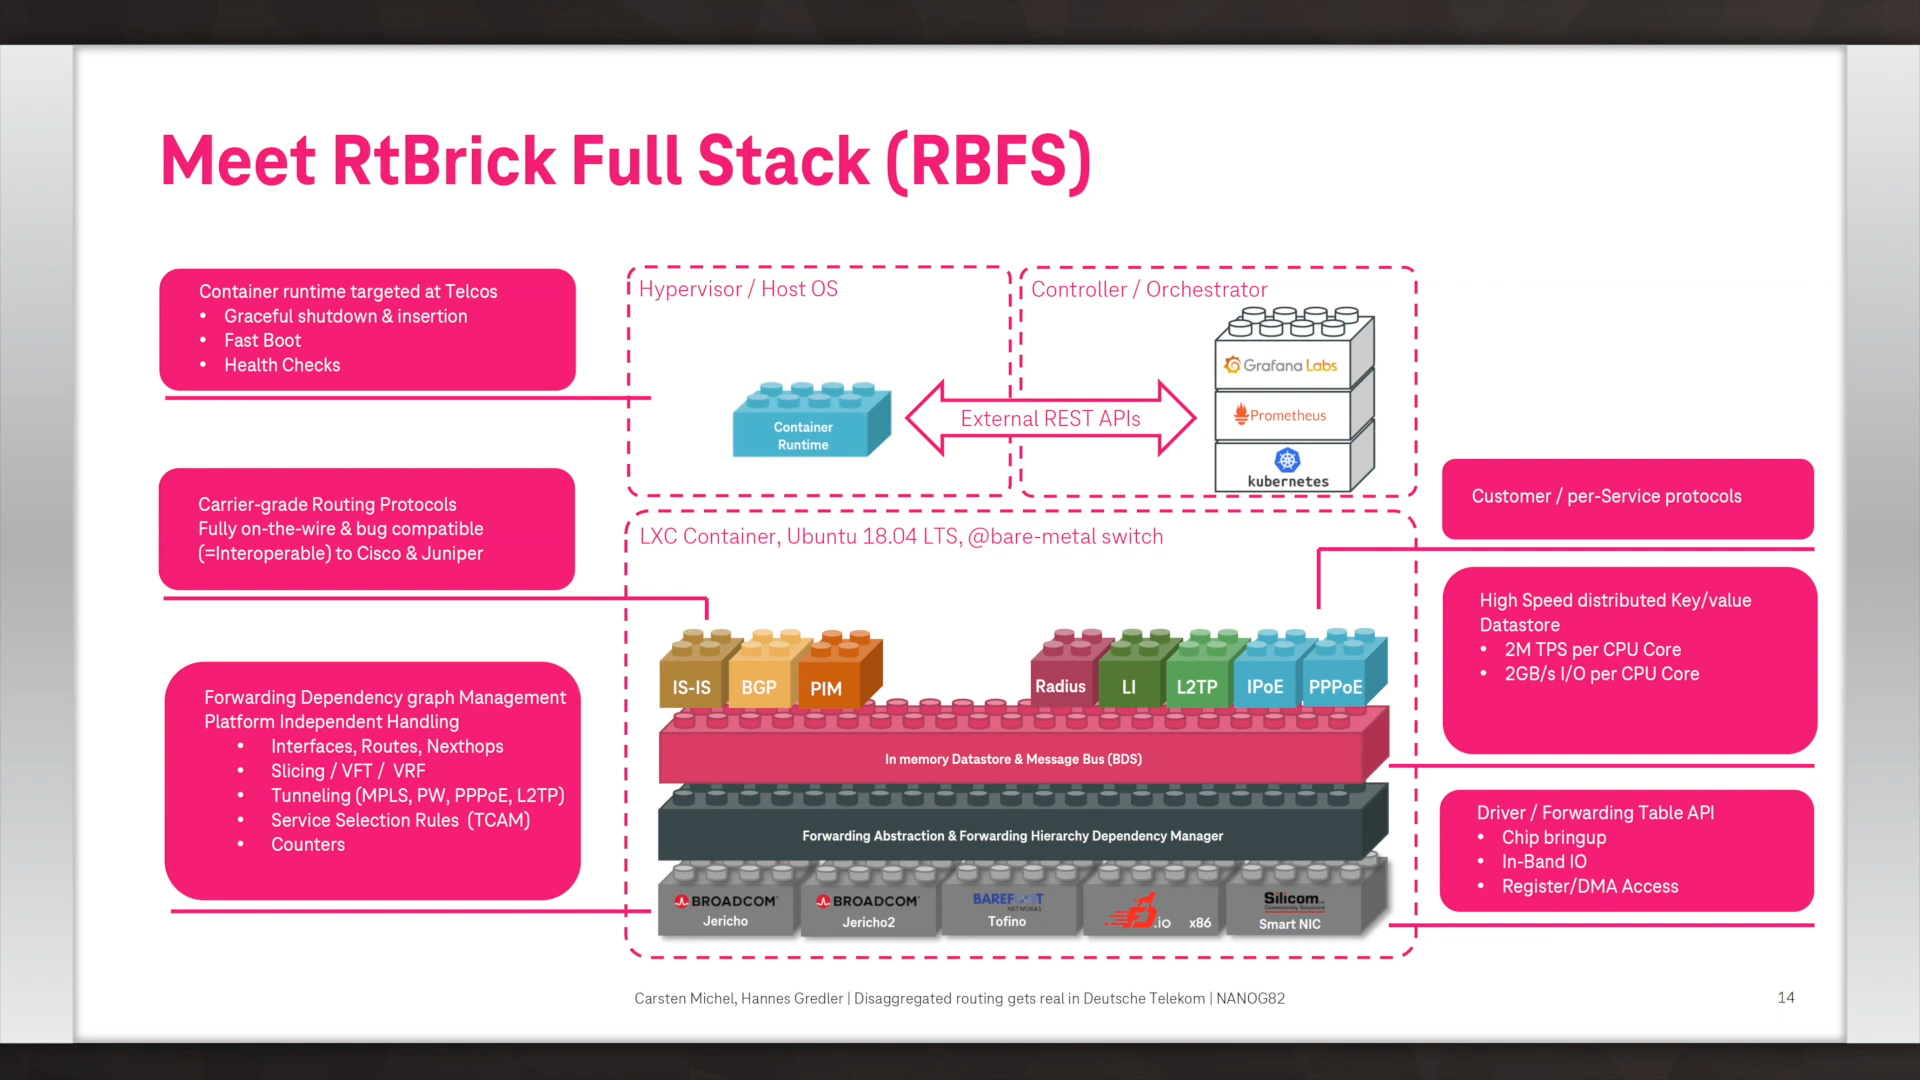 Meet RtBrick Full Stack (RBFS)
Container runtime targeted at Telcos
• Graceful shutdown & insertion
• Fast Boot
• Health Checks
Carrier-grade Routing Protocols
Fully on-the-wire & bug compatible
(=Interoperable) to Cisco & Juniper
Forwarding Dependency graph Management
Platform Independent Handling
• Interfaces, Routes, Nexthops
• Slicing / VFT / VRF
• Tunneling (MPLS, PW, PPPoE, L2TP)
• Service Selection Rules (TCAM)
• Counters
Hypervisor / Host OS
Container
Runtime
External REST APIs
Controller / Orchestrator
Grafana Labs
Prometheus
kubernetes
LXC Container, Ubuntu 18.04 LTS, @bare-metal switch
IS-IS
BGP
PIM
Radius
LI
L2TP
IPoE
PPPoE
In memory Datastore & Message Bus (BDS)
Forwarding Abstraction & Forwarding Hierarchy Dependency Manager
BROADCOM
Jericho
BROADCOM
Jericho2
BAREFOOT
NETWORKS
Tofino
.io x86
Silicom
Connectivity Solutions
Smart NIC
Customer / per-Service protocols
High Speed distributed Key/value
Datastore
• 2M TPS per CPU Core
• 2GB/s I/O per CPU Core
Driver / Forwarding Table API
• Chip bringup
• In-Band IO
• Register/DMA Access
Carsten Michel, Hannes Gredler | Disaggregated routing gets real in Deutsche Telekom | NANOG82
14